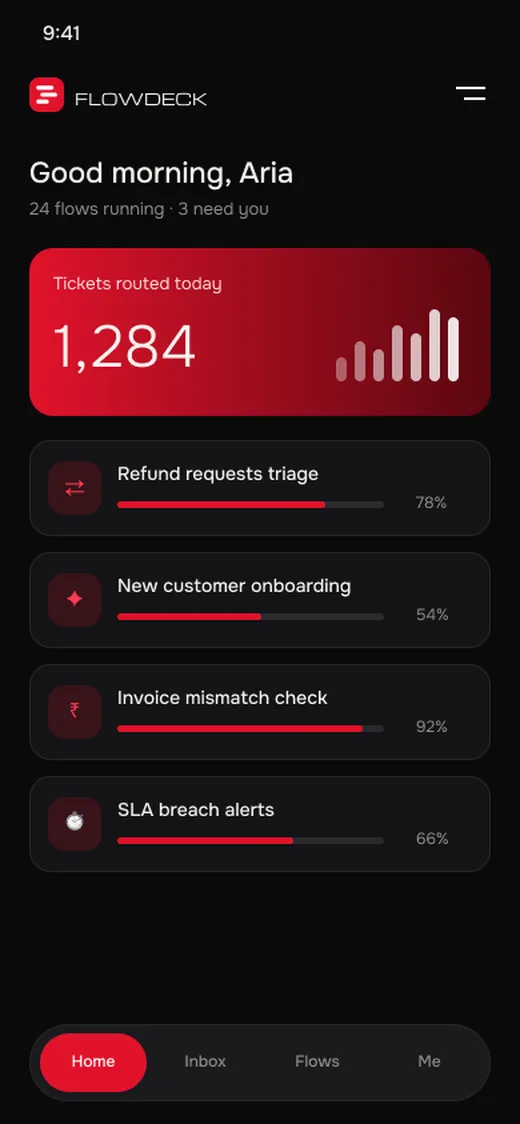 9:41
FLOWDECK
Good morning, Aria
24 flows running · 3 need you
Tickets routed today
1,284
Refund requests triage
78%
New customer onboarding
54%
₹
Invoice mismatch check
92%
SLA breach alerts
66%
Home Inbox Flows Me